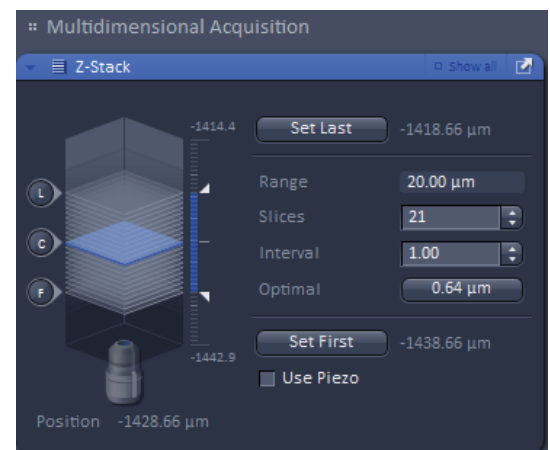 Multidimensional Acquisition
Z-Stack Show all
-1414.4 Set Last -1418.66 µm
Range 20.00 µm
L
Slices 21
C
Interval 1.00
F
Optimal 0.64 µm
Set First -1438.66 µm
-1442.9
Use Piezo
Position -1428.66 µm